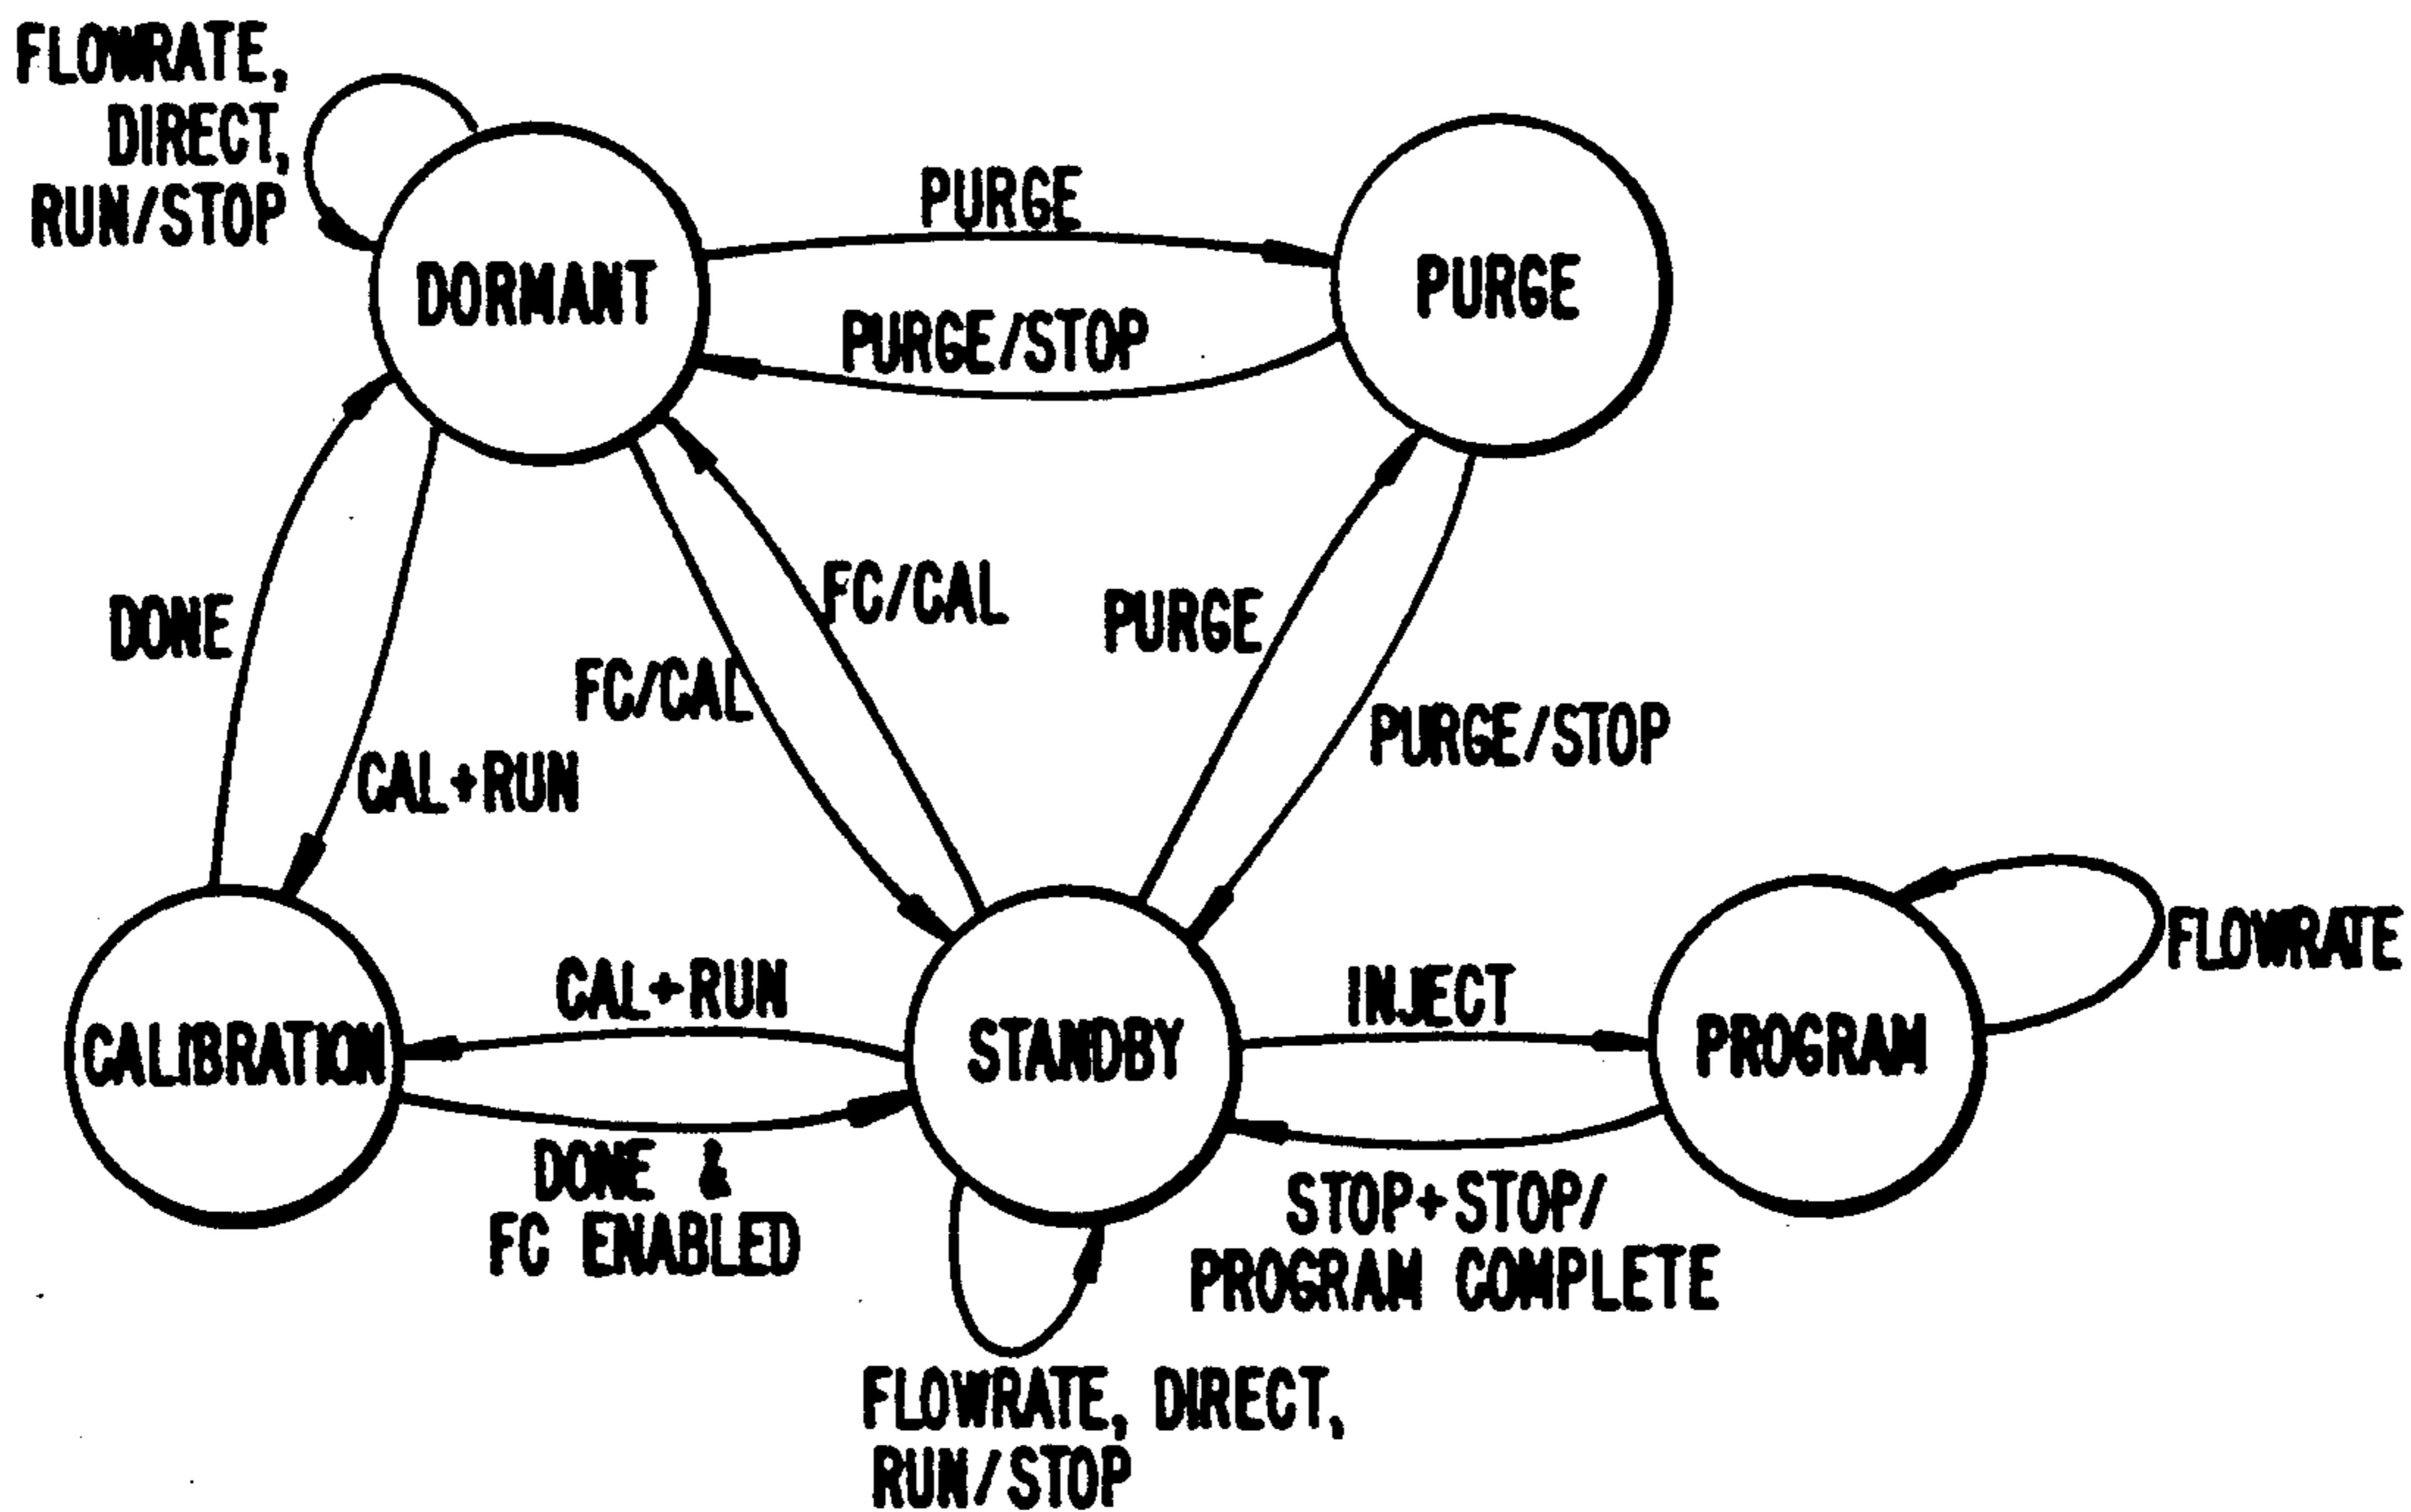 FLOWRATE,
DIRECT,
RUN/STOP
PURGE
DORMANT
PURGE
PURGE/STOP
DONE
FC/CAL
PURGE
FC/CAL
PURGE/STOP
CAL+RUN
FLOWRATE
CAL+RUN
INJECT
CALIBRATION
STANDBY
PROGRAM
DONE &
FC ENABLED
STOP+STOP/
PROGRAM COMPLETE
FLOWRATE, DIRECT,
RUN/STOP